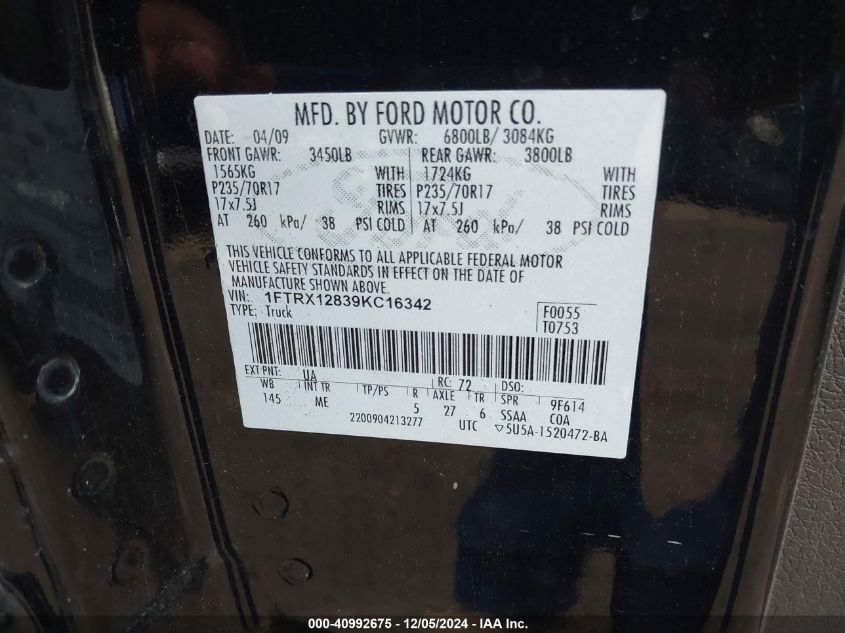 MFD. BY FORD MOTOR CO.
DATE: 04/09 GVWR: 6800LB/ 3084KG
FRONT GAWR: 3450LB REAR GAWR: 3800LB
1565KG WITH 1724KG WITH
P235/70R17 TIRES P235/70R17 TIRES
17x7.5J RIMS 17x7.5J RIMS
AT 260 kPa/ 38 PSI COLD AT 260 kPa/ 38 PSI COLD
THIS VEHICLE CONFORMS TO ALL APPLICABLE FEDERAL MOTOR
VEHICLE SAFETY STANDARDS IN EFFECT ON THE DATE OF
MANUFACTURE SHOWN ABOVE.
VIN: 1FTRX12839KC16342
TYPE: Truck
F0055
T0753
EXT PNT: UA RC: 72 DSO:
WB INT TR TP/PS R AXLE TR SPR 9F614
145 ME 5 27 6 SSAA COA
2200904213277 UTC ▽5U5A-1520472-BA
000-40992675 - 12/05/2024 - IAA Inc.